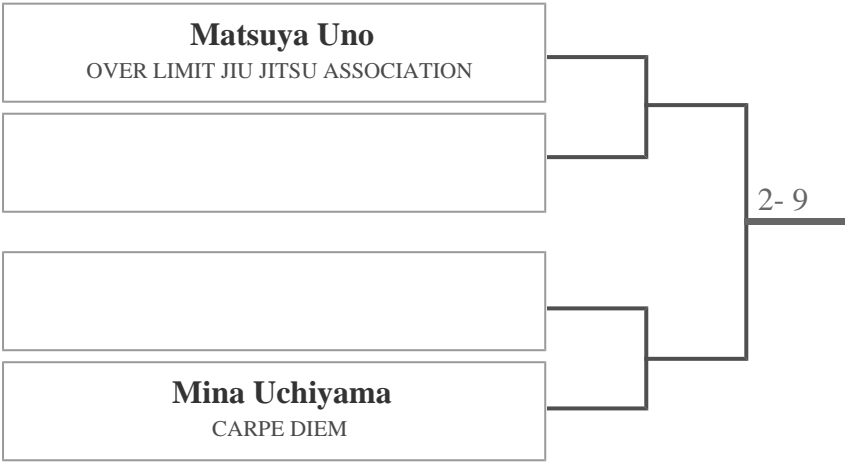 Matsuya Uno
OVER LIMIT JIU JITSU ASSOCIATION
2- 9
Mina Uchiyama
CARPE DIEM